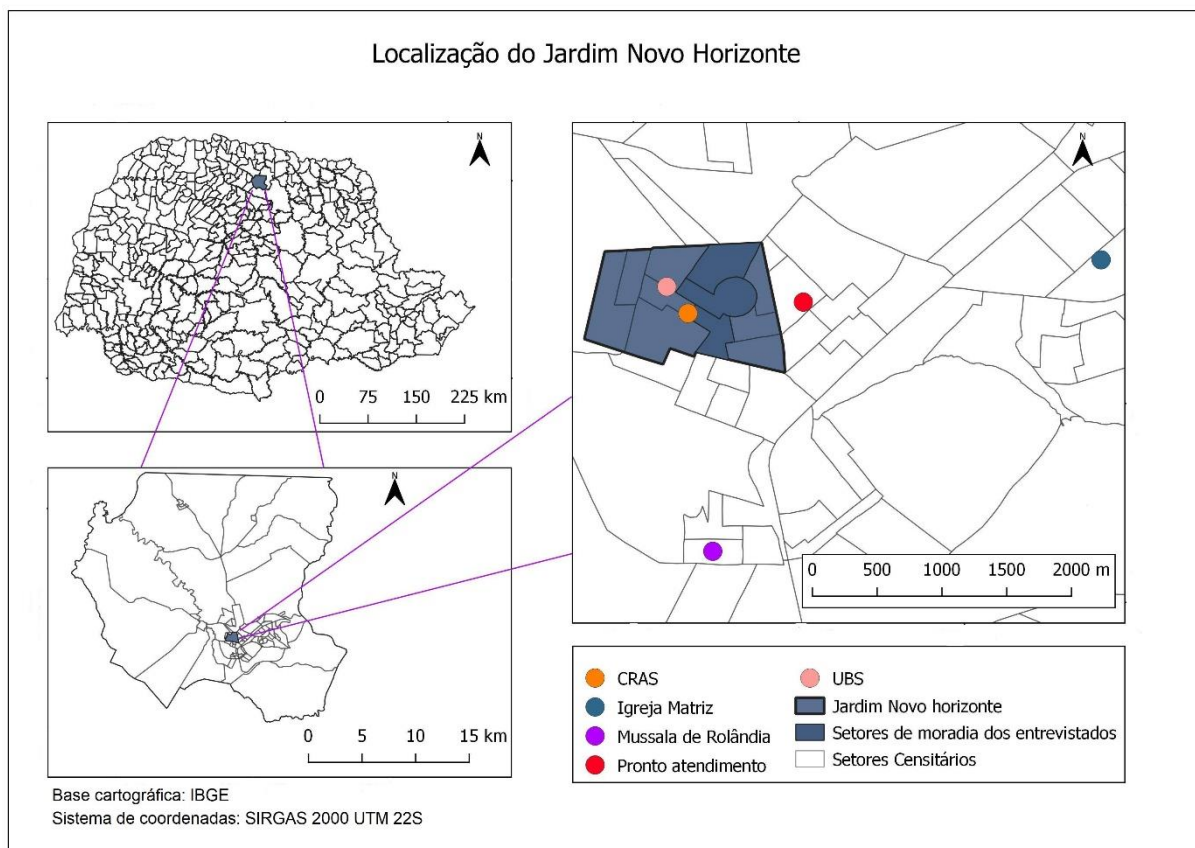 Localização do Jardim Novo Horizonte
N
0 75 150 225 km
N
0 5 10 15 km
N
0 500 1000 1500 2000 m
CRAS
Igreja Matriz
Mussala de Rolândia
Pronto atendimento
UBS
Jardim Novo horizonte
Setores de moradia dos entrevistados
Setores Censitários
Base cartográfica: IBGE
Sistema de coordenadas: SIRGAS 2000 UTM 22S